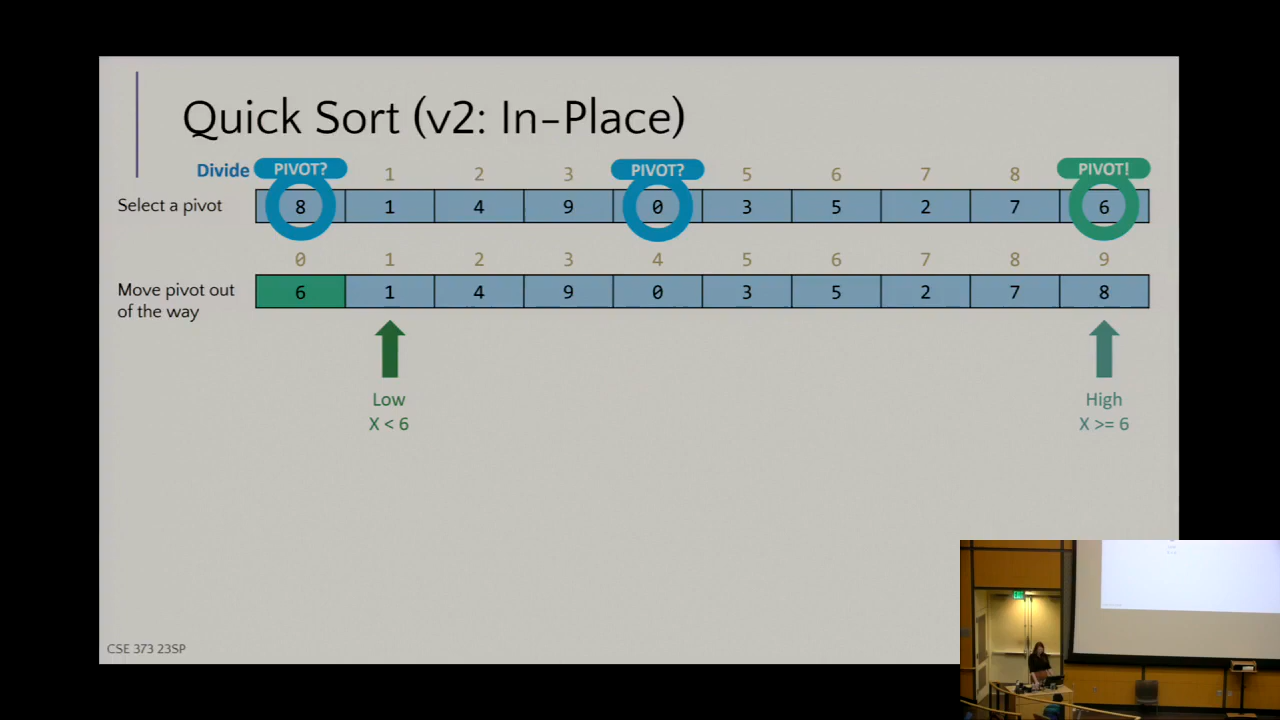 Quick Sort (v2: In-Place)
Divide PIVOT? 1 2 3 PIVOT? 5 6 7 8 PIVOT!
Select a pivot 8 1 4 9 0 3 5 2 7 6
0 1 2 3 4 5 6 7 8 9
Move pivot out
of the way
6 1 4 9 0 3 5 2 7 8
Low
X < 6
High
X >= 6
CSE 373 23SP